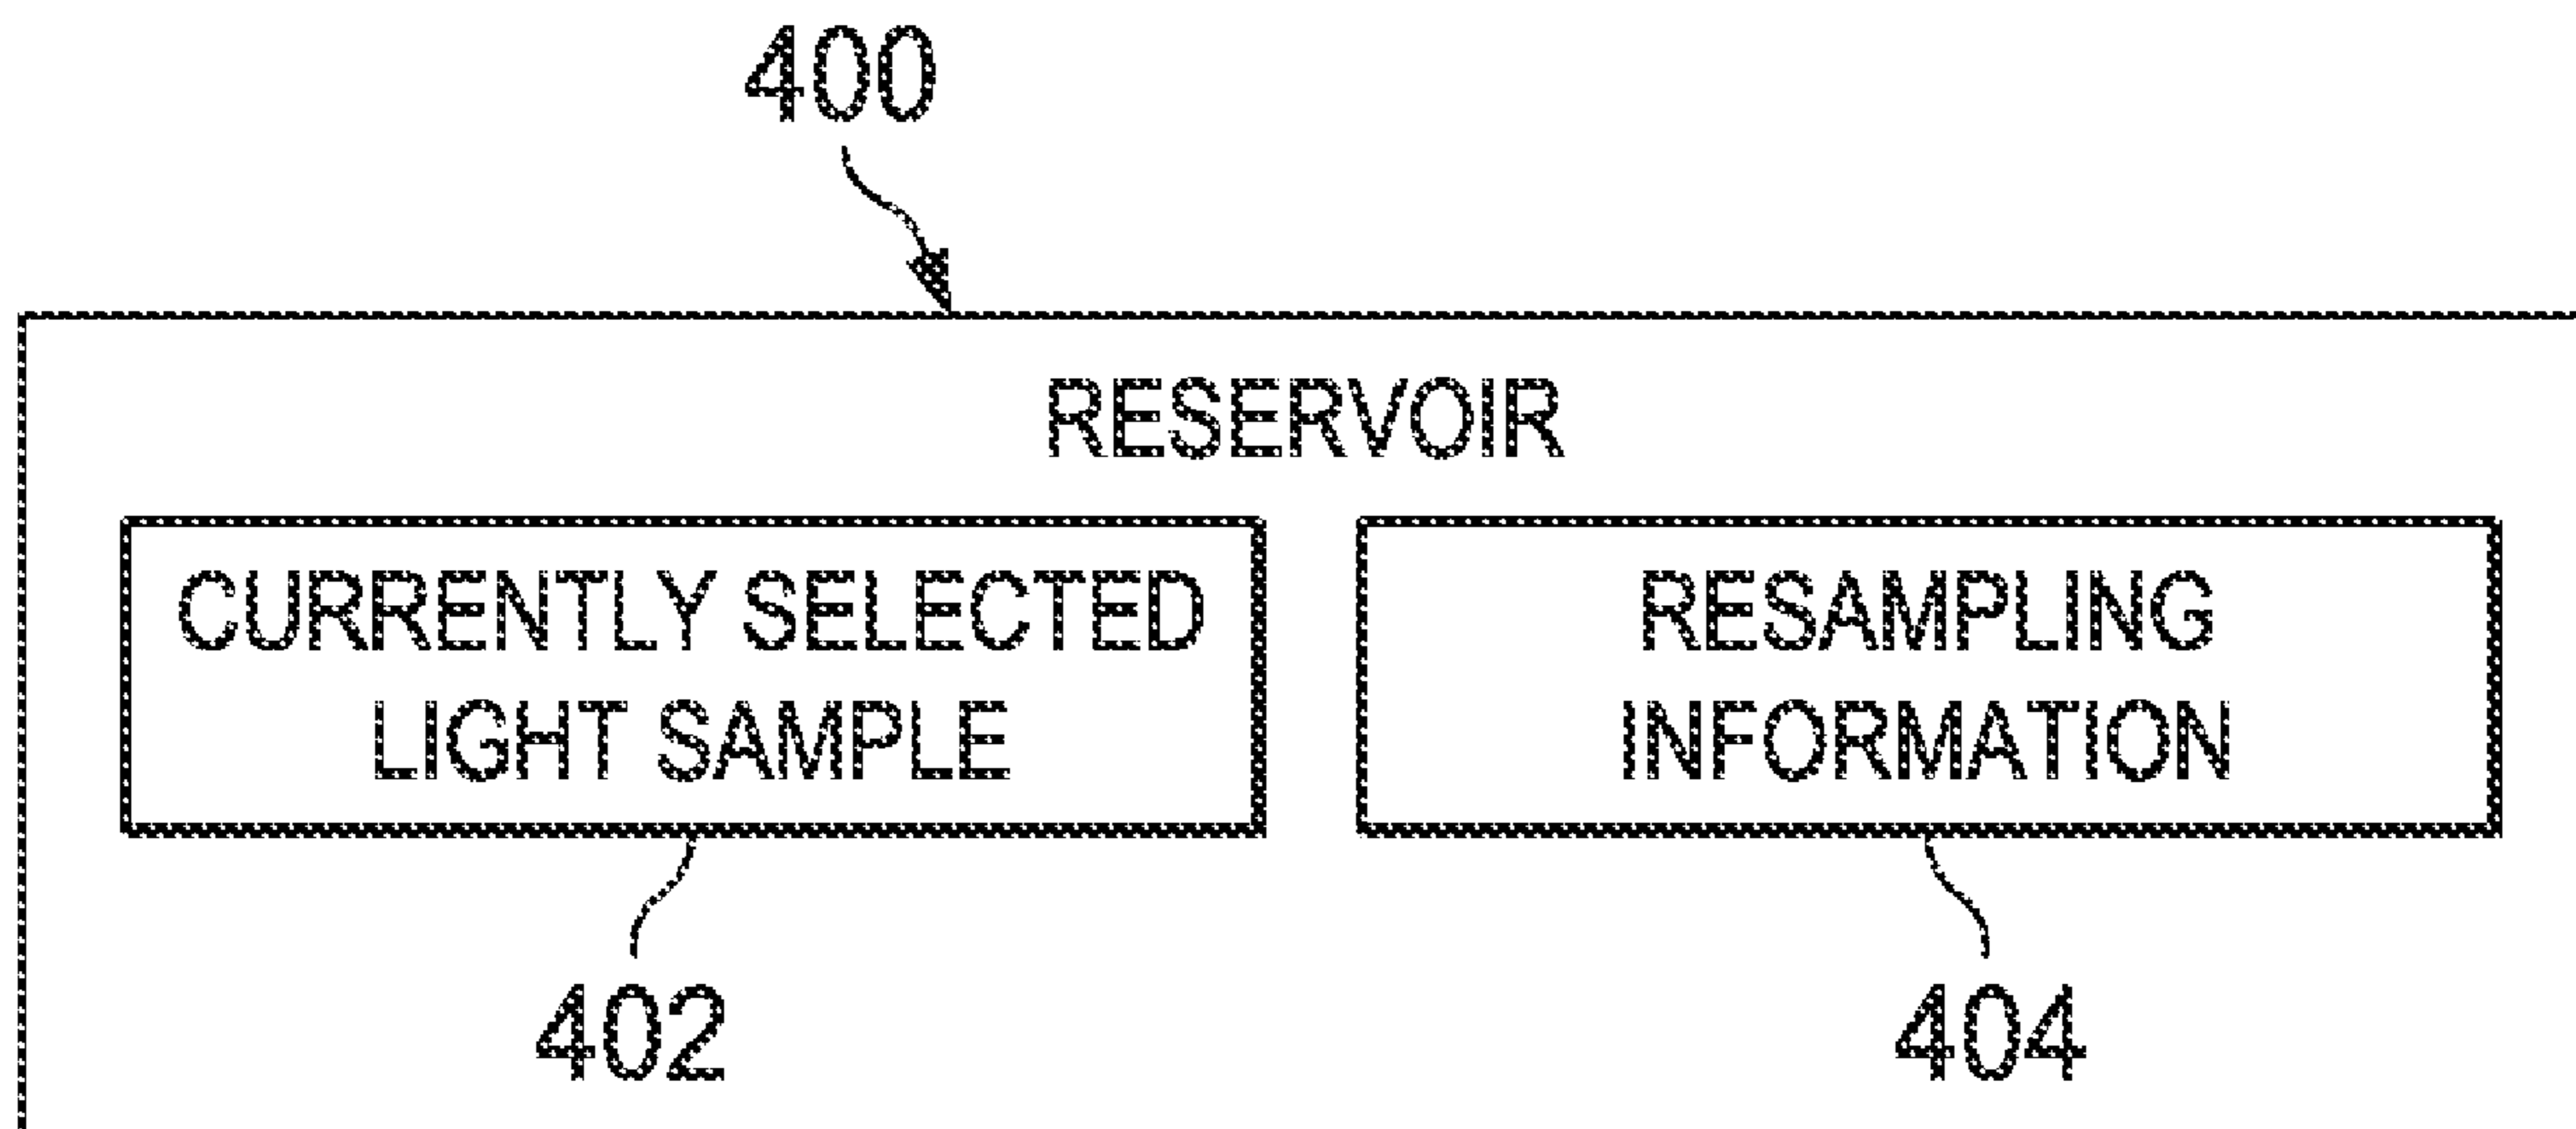 400
RESERVOIR
CURRENTLY SELECTED
LIGHT SAMPLE
RESAMPLING
INFORMATION
402
404